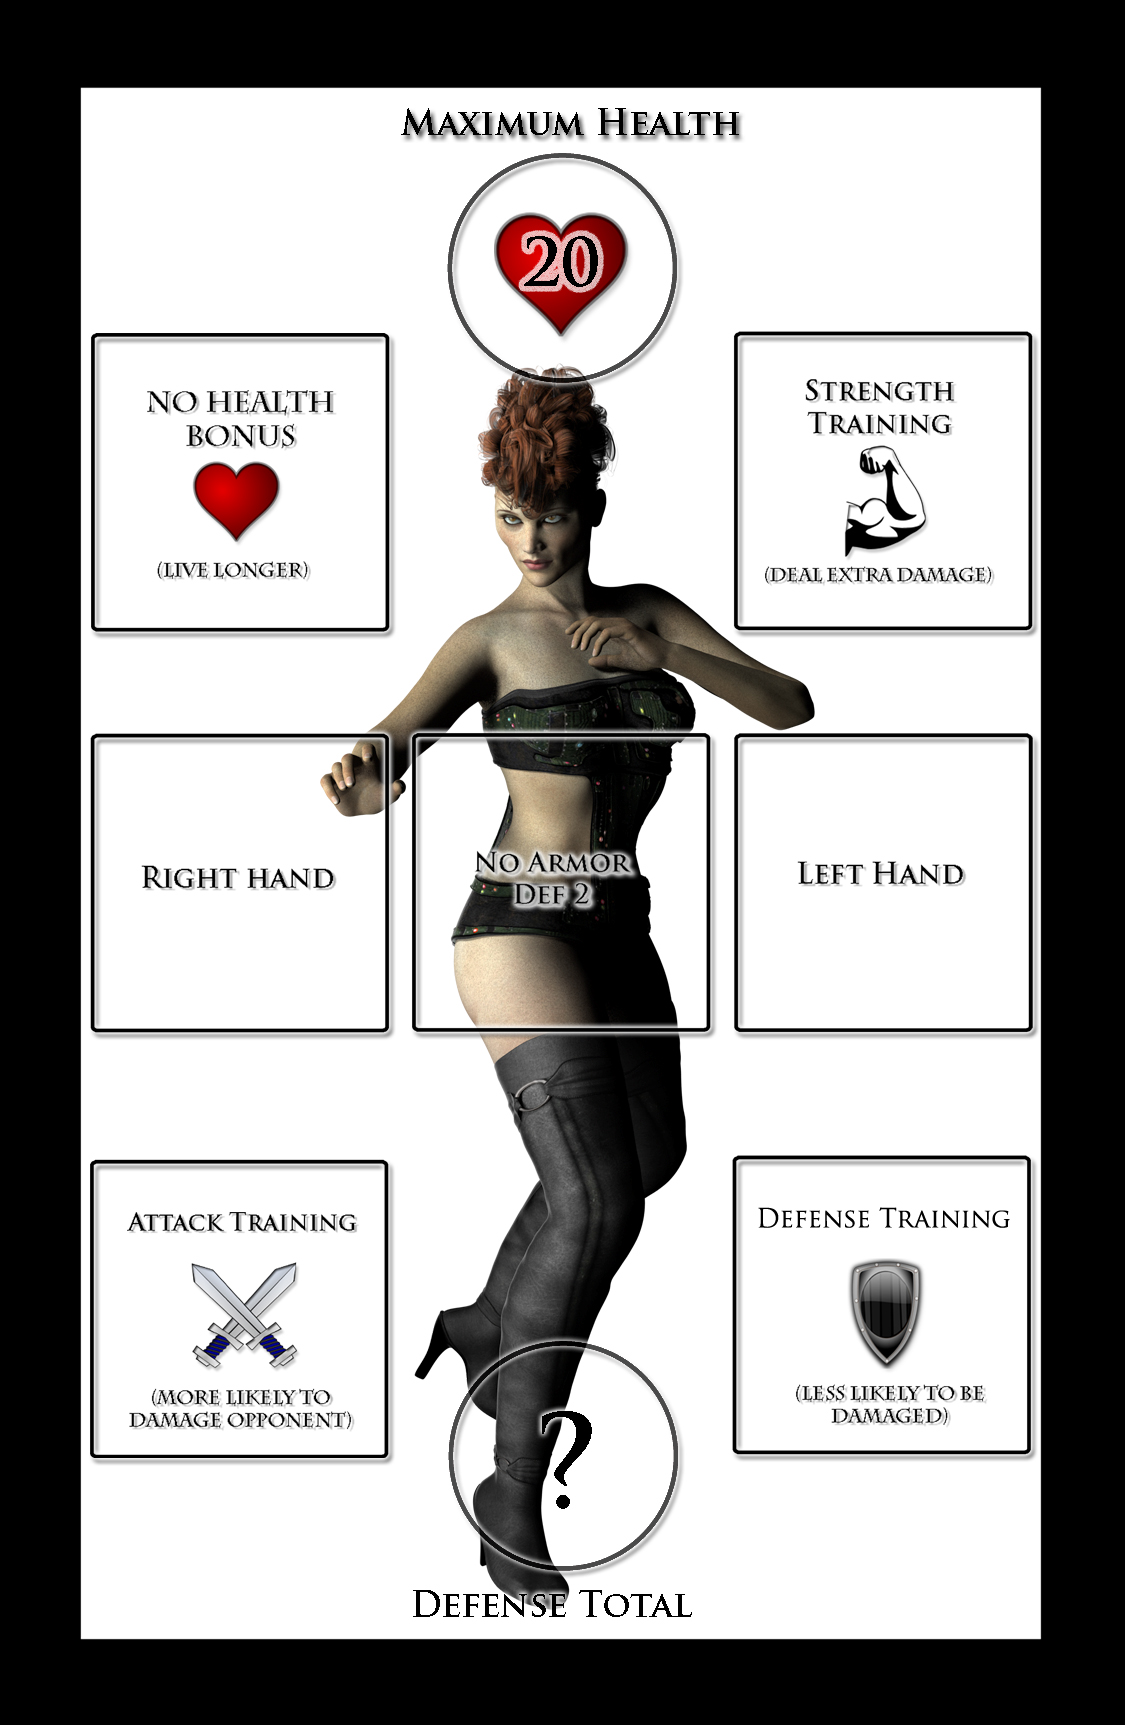 Maximum Health
20
NO HEALTH
BONUS
(LIVE LONGER)
Strength
Training
(DEAL EXTRA DAMAGE)
Right hand
No Armor
Def 2
Left Hand
Attack Training
(MORE LIKELY TO
DAMAGE OPPONENT)
Defense Training
(LESS LIKELY TO BE
DAMAGED)
?
Defense Total